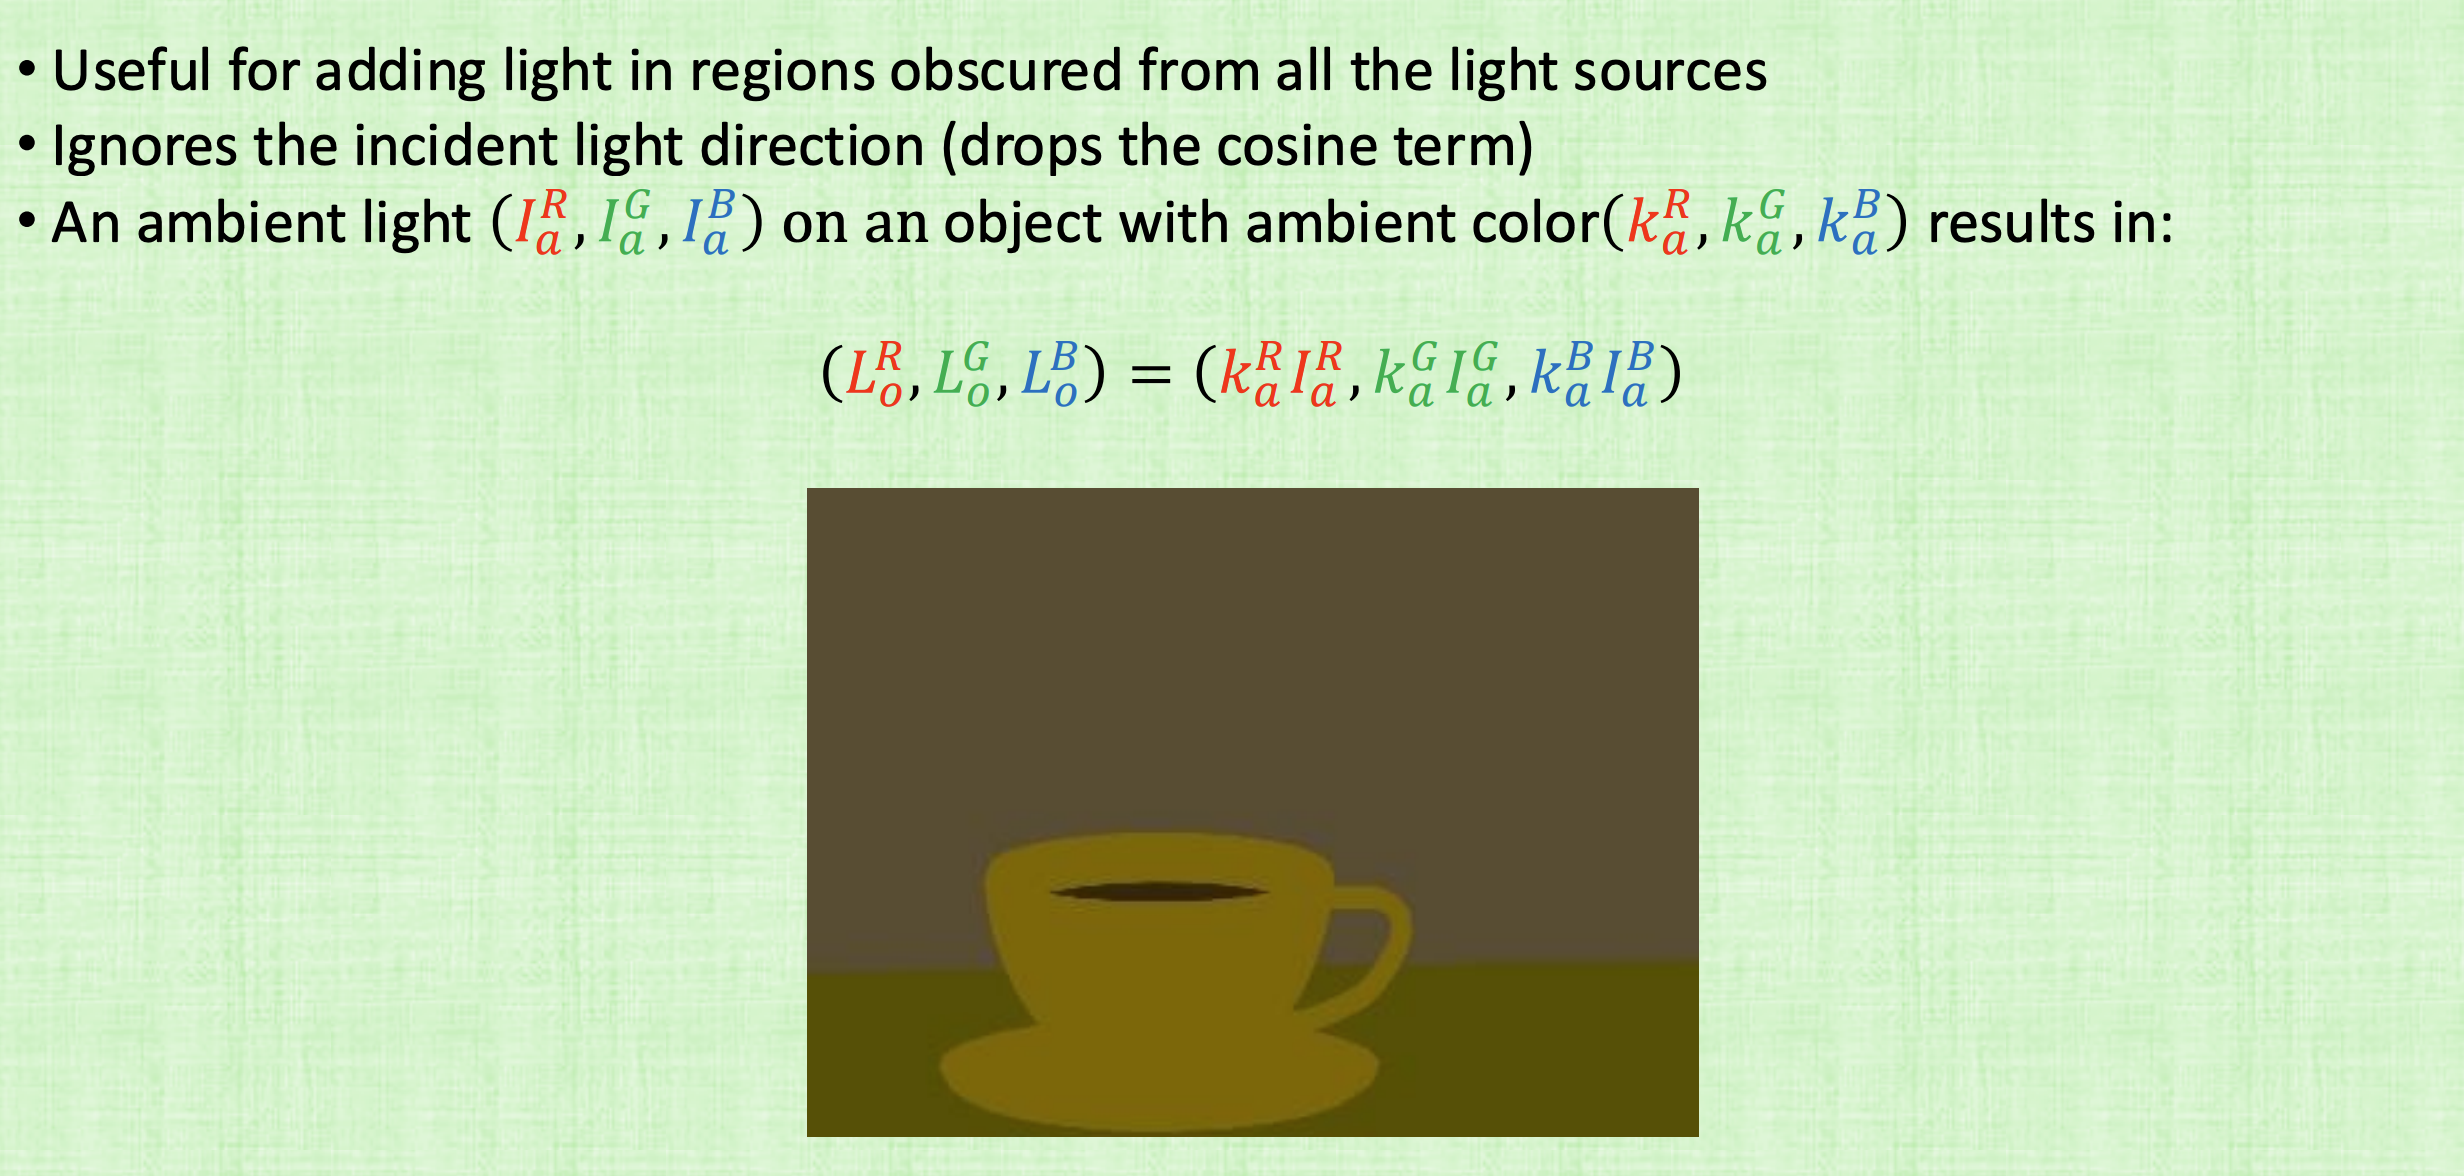 • Useful for adding light in regions obscured from all the light sources
• Ignores the incident light direction (drops the cosine term)
• An ambient light (I_a^R, I_a^G, I_a^B) on an object with ambient color(k_a^R, k_a^G, k_a^B) results in:
(L_o^R, L_o^G, L_o^B) = (k_a^R I_a^R, k_a^G I_a^G, k_a^B I_a^B)